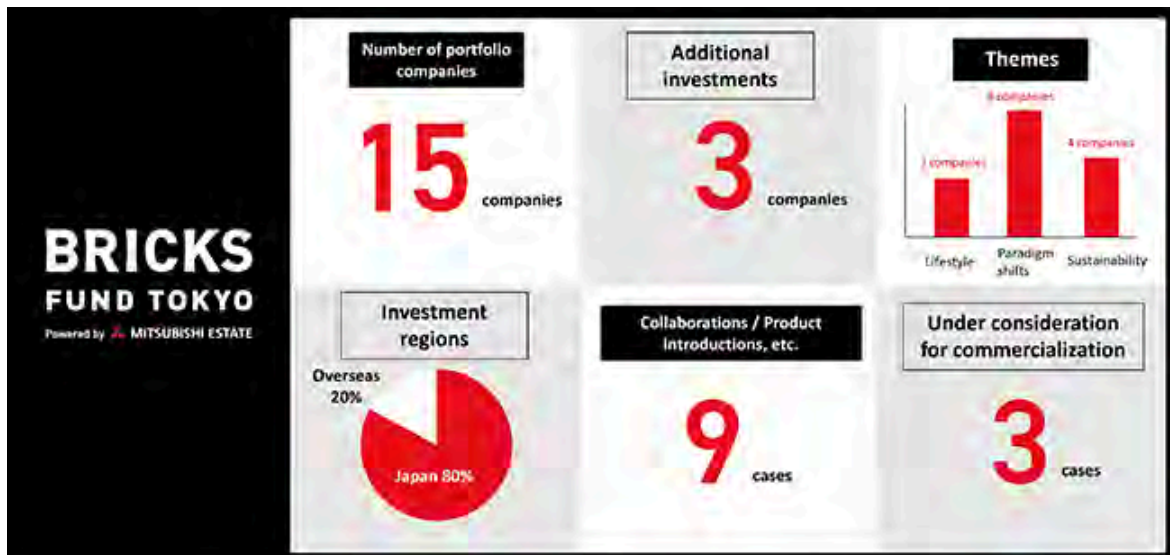 BRICKS
FUND TOKYO
Powered by MITSUBISHI ESTATE
Number of portfolio
companies
15 companies
Additional
investments
3 companies
Themes
companies
companies
4 companies
Lifestyle
Paradigm
shifts
Sustainability
Investment
regions
Overseas
20%
Japan 80%
Collaborations / Product
Introductions, etc.
9 cases
Under consideration
for commercialization
3 cases